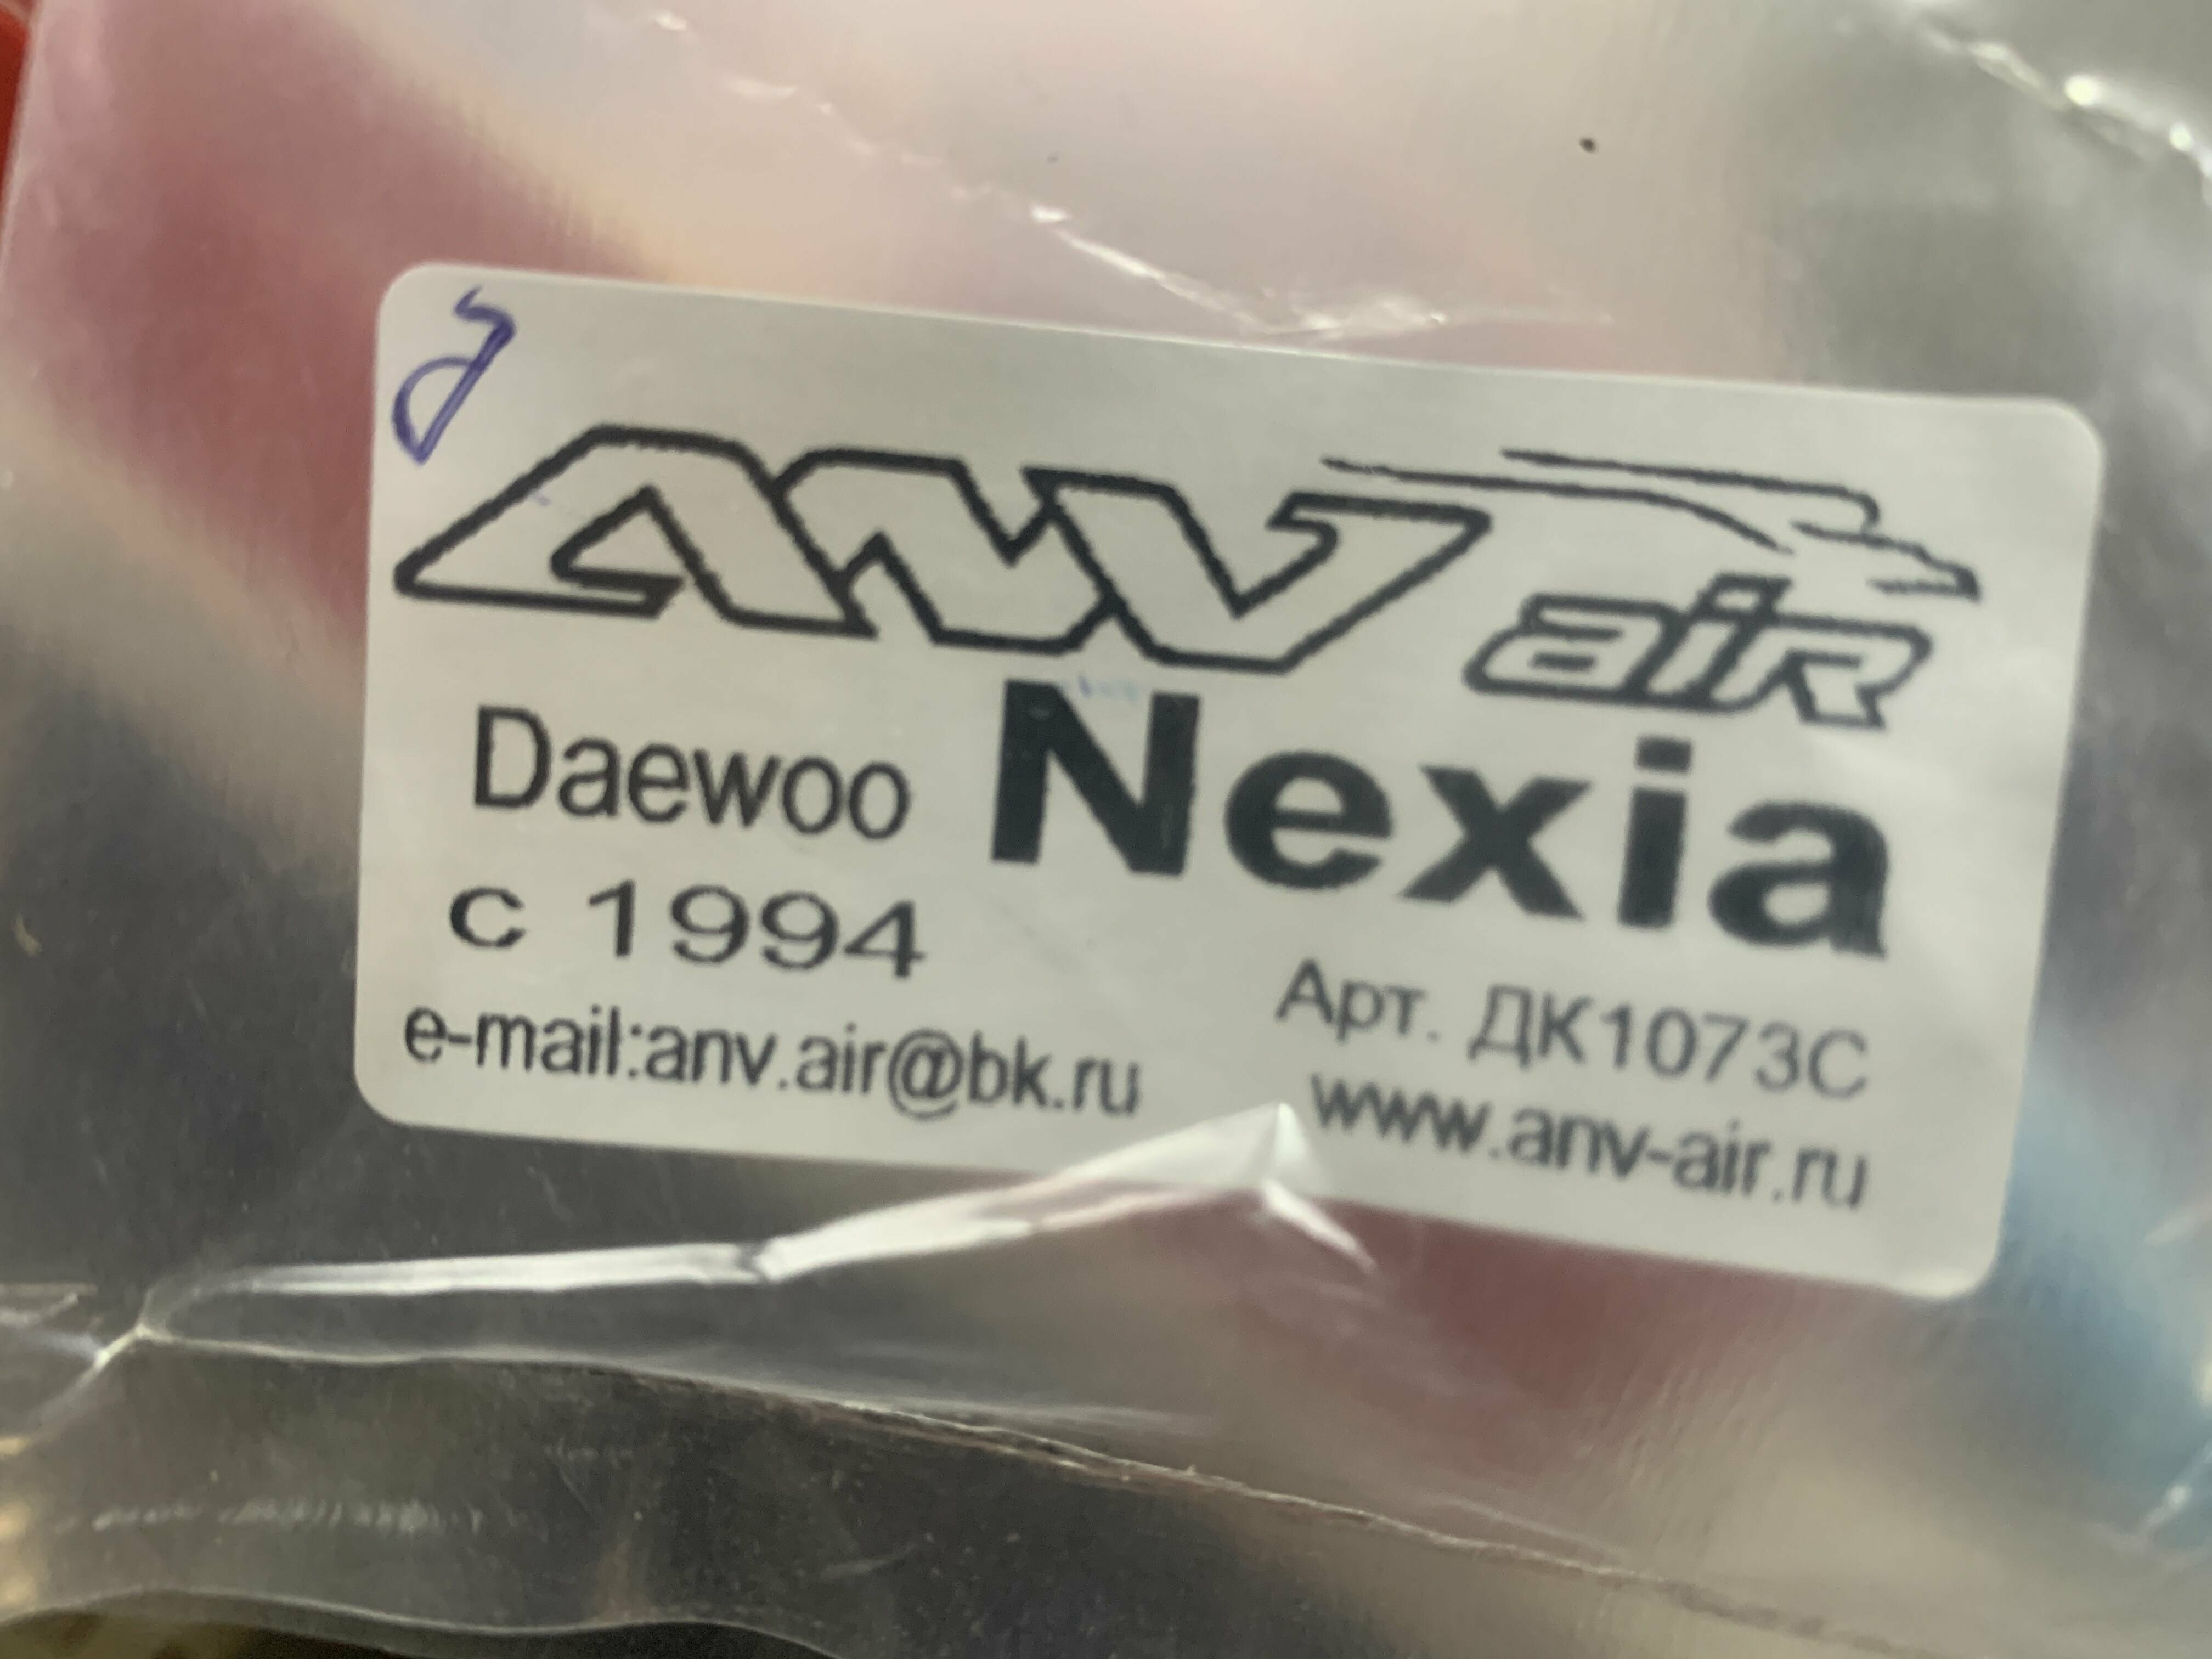 ANV aiR
Daewoo Nexia
с 1994
Арт. ДК1073С
e-mail:anv.air@bk.ru
www.anv-air.ru